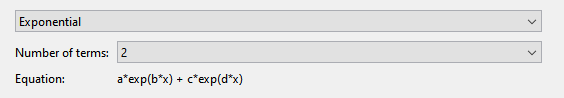 Exponential
Number of terms: 2
Equation: a*exp(b*x) + c*exp(d*x)